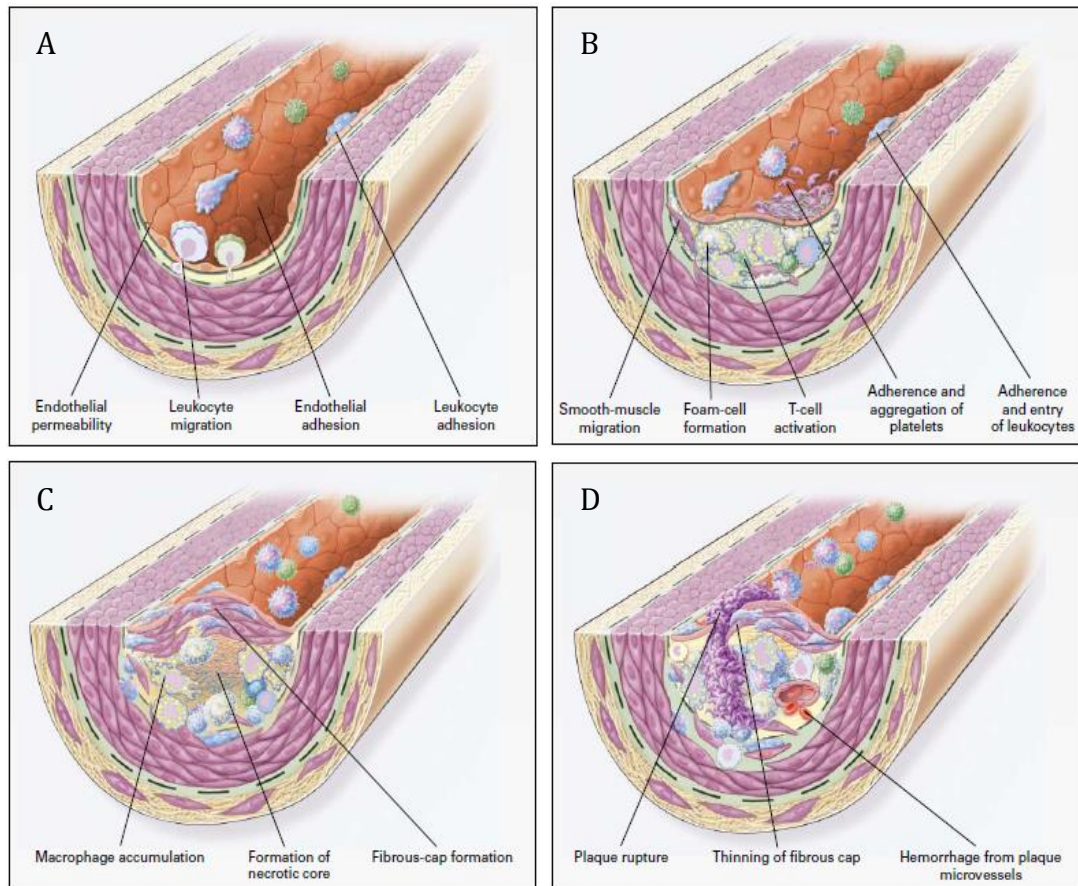 A
Endothelial
permeability
Leukocyte
migration
Endothelial
adhesion
Leukocyte
adhesion
B
Smooth-muscle
migration
Foam-cell
formation
T-cell
activation
Adherence and
aggregation of
platelets
Adherence
and entry
of leukocytes
C
Macrophage accumulation
Formation of
necrotic core
Fibrous-cap formation
D
Plaque rupture
Thinning of fibrous cap
Hemorrhage from plaque
microvessels